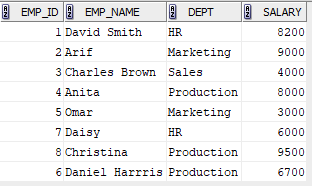 EMP_ID EMP_NAME DEPT SALARY
1 David Smith HR 8200
2 Arif Marketing 9000
3 Charles Brown Sales 4000
4 Anita Production 8000
5 Omar Marketing 3000
7 Daisy HR 6000
8 Christina Production 9500
6 Daniel Harrris Production 6700